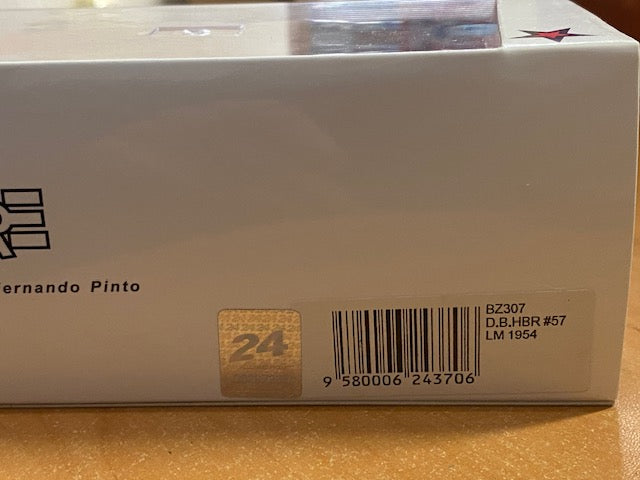 ernando Pinto
24
BZ307
D.B.HBR #57
LM 1954
9 580006 243706